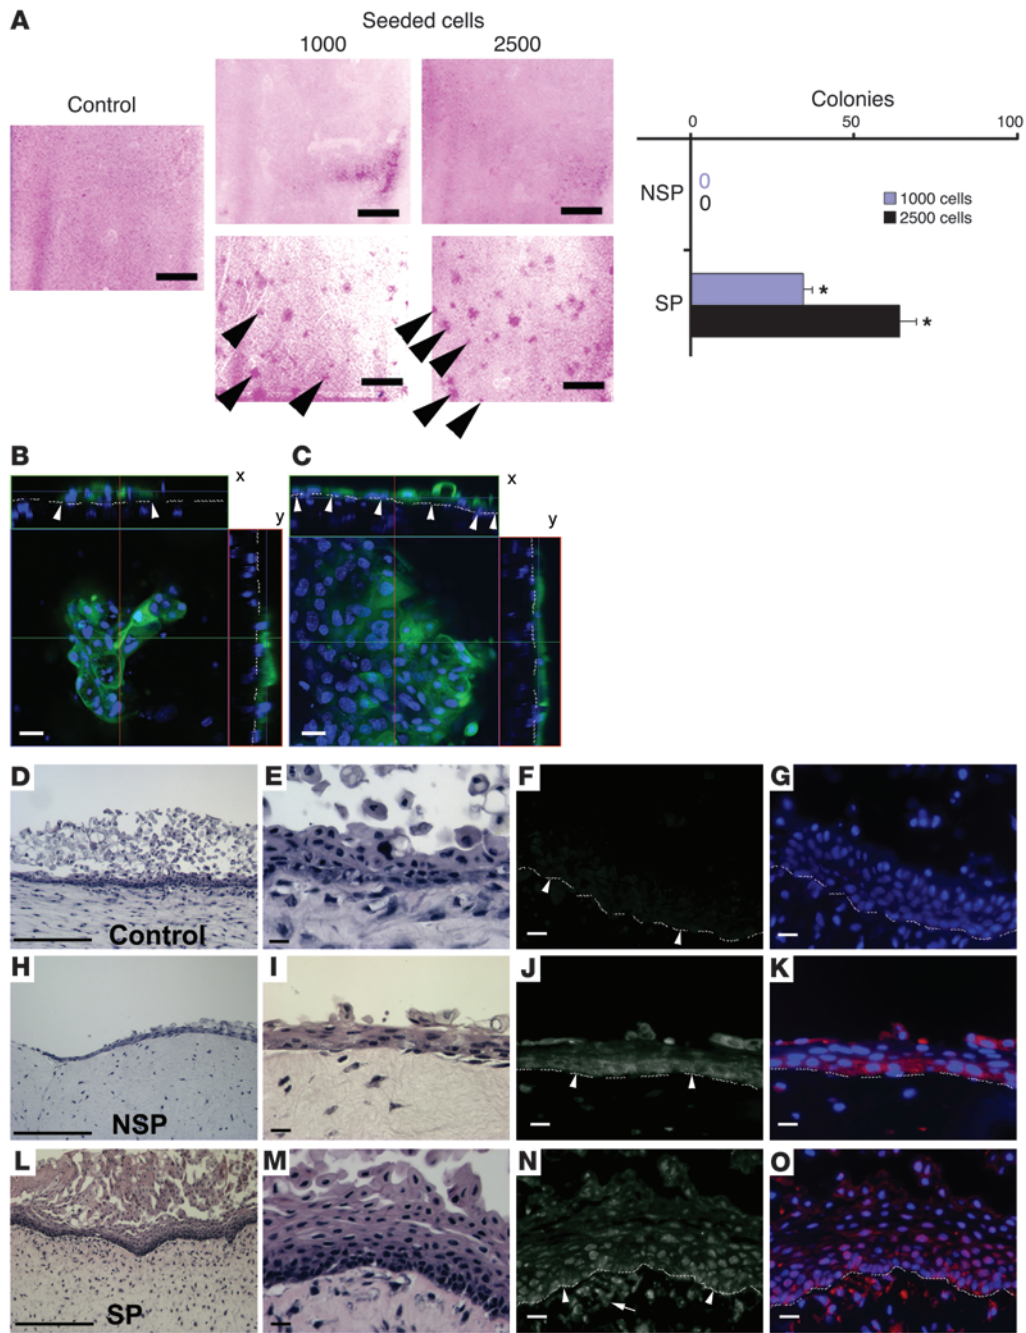 A
Seeded cells
1000 2500
Control
Colonies
0 50 100
NSP
0
0
1000 cells
2500 cells
SP
*
*
B
C
x
x
y
y
D
E
F
G
Control
H
I
J
K
NSP
L
M
N
O
SP